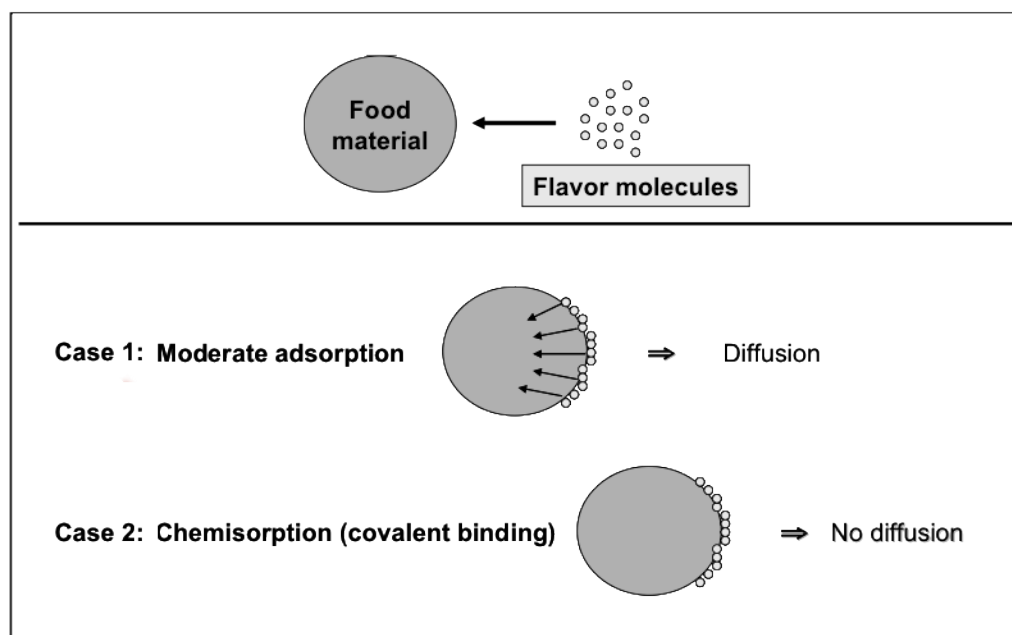 Food
material
Flavor molecules
Case 1: Moderate adsorption ⇒ Diffusion
Case 2: Chemisorption (covalent binding) ⇒ No diffusion